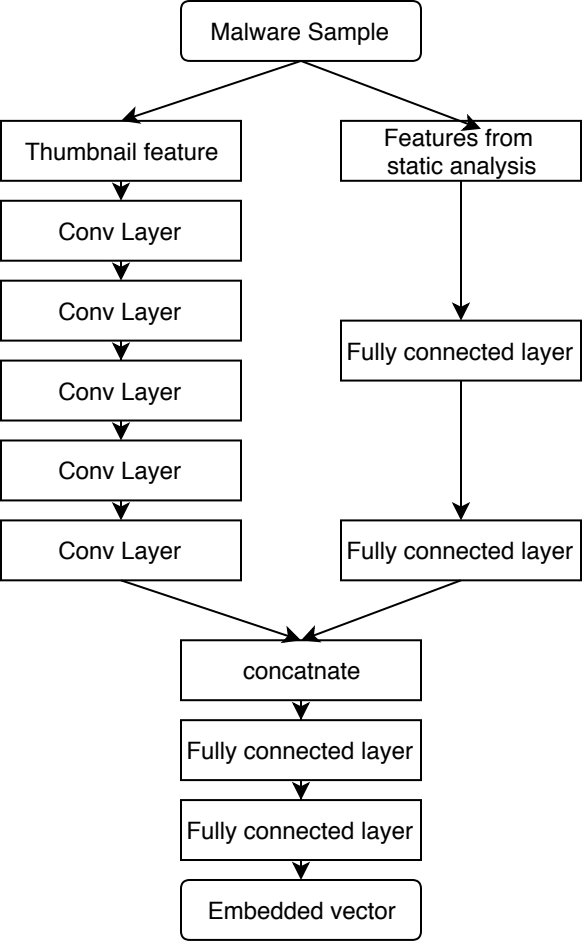 Malware Sample
Thumbnail feature
Features from
static analysis
Conv Layer
Conv Layer
Fully connected layer
Conv Layer
Conv Layer
Conv Layer
Fully connected layer
concatnate
Fully connected layer
Fully connected layer
Embedded vector